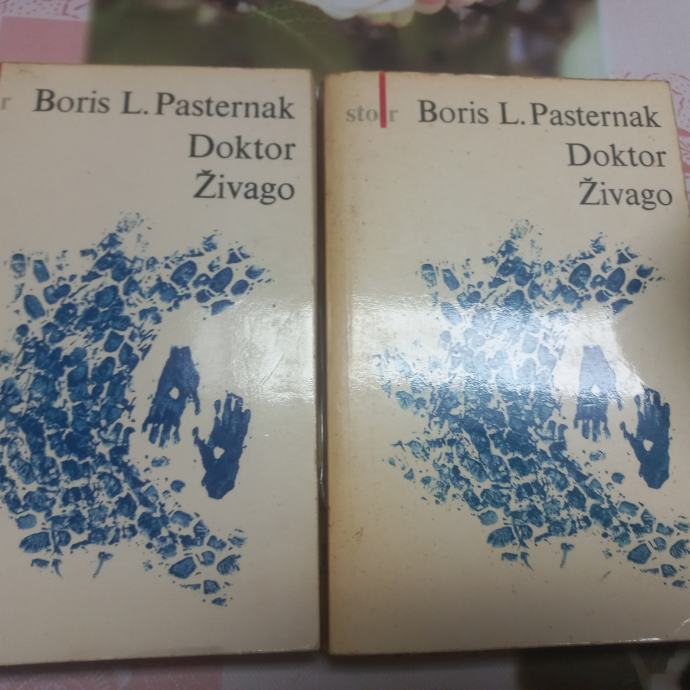 r Boris L. Pasternak
Doktor
Živago
sto r Boris L. Pasternak
Doktor
Živago